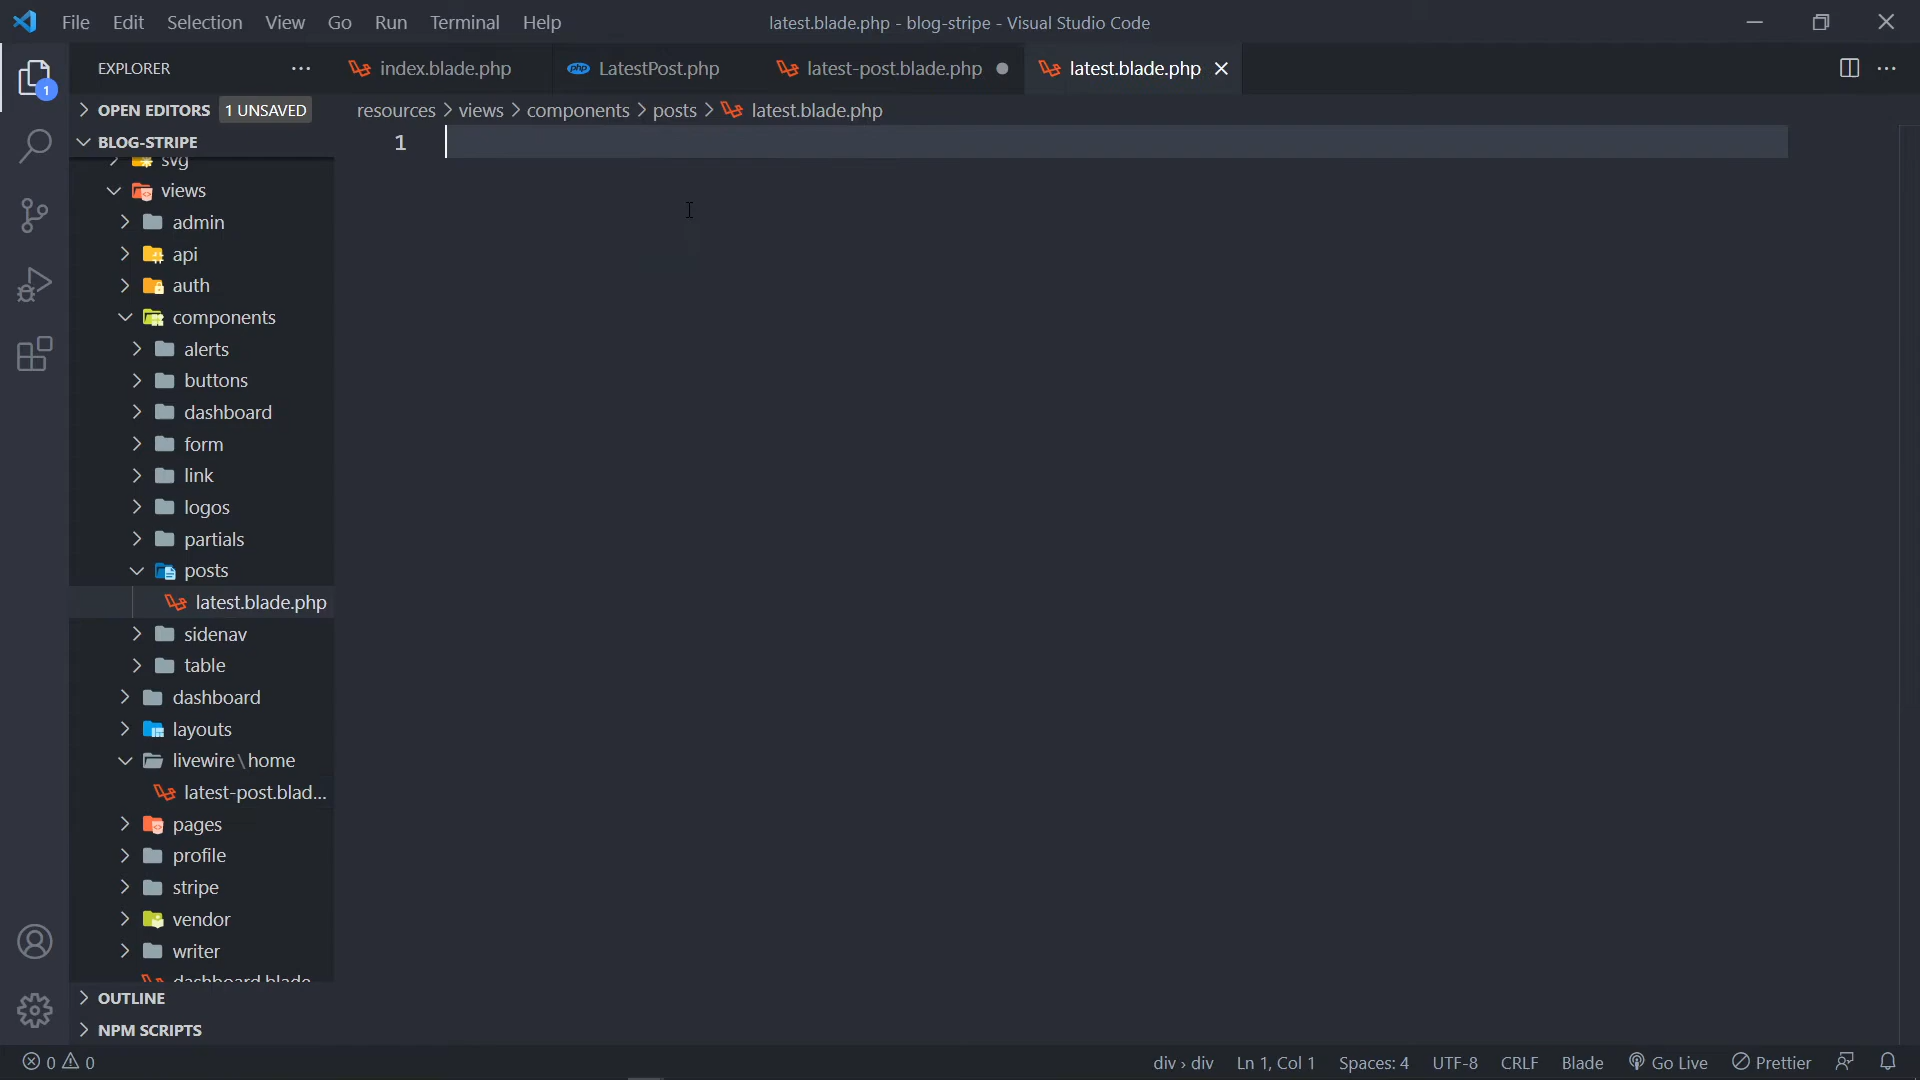 File Edit Selection View Go Run Terminal Help latest.blade.php - blog-stripe - Visual Studio Code
EXPLORER
index.blade.php LatestPost.php latest-post.blade.php latest.blade.php
OPEN EDITORS 1 UNSAVED
resources > views > components > posts > latest.blade.php
BLOG-STRIPE
1
svg
views
admin
api
auth
components
alerts
buttons
dashboard
form
link
logos
partials
posts
latest.blade.php
sidenav
table
dashboard
layouts
livewire\home
latest-post.blad...
pages
profile
stripe
vendor
writer
dashboard.blade
OUTLINE
NPM SCRIPTS
0 0 div › div Ln 1, Col 1 Spaces: 4 UTF-8 CRLF Blade Go Live Prettier